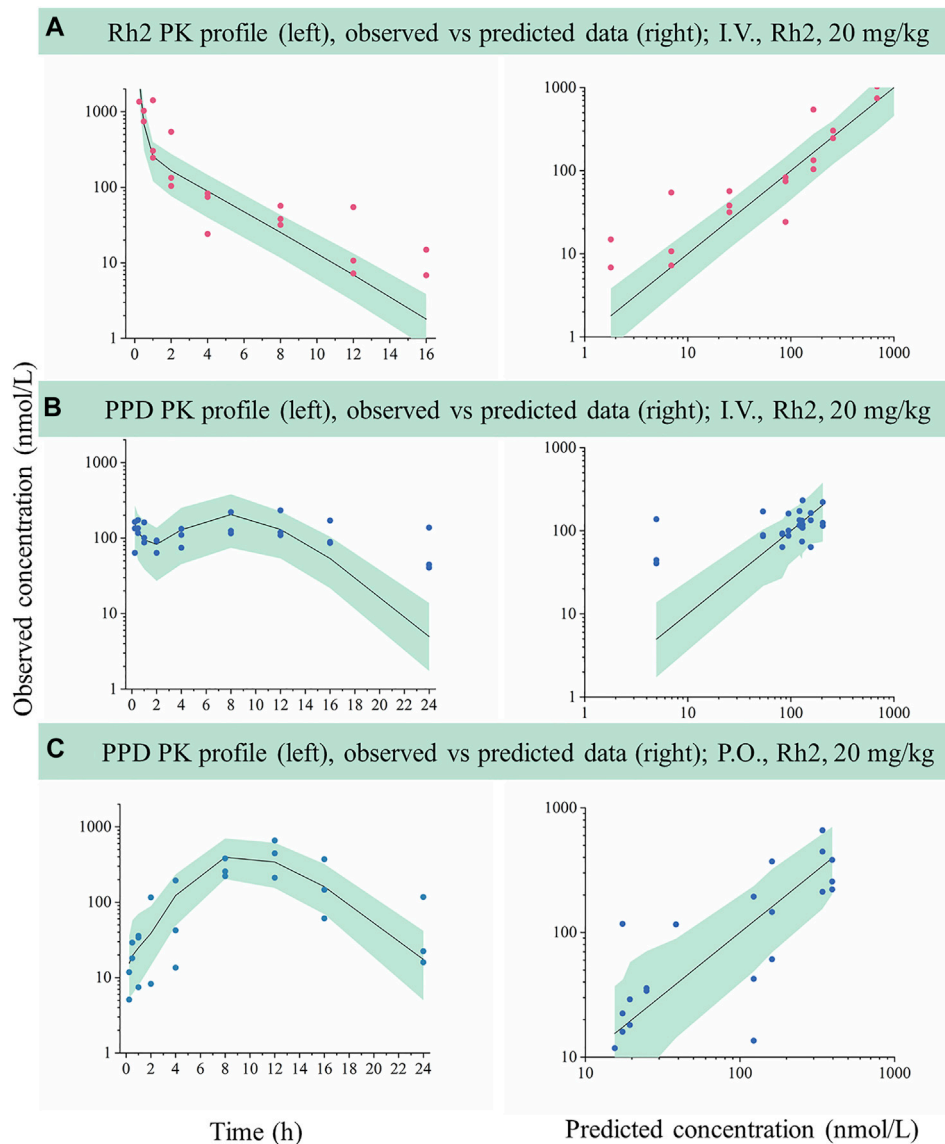 A Rh2 PK profile (left), observed vs predicted data (right); I.V., Rh2, 20 mg/kg
1000
100
10
1
0 2 4 6 8 10 12 14 16
1000
100
10
1
1 10 100 1000
B PPD PK profile (left), observed vs predicted data (right); I.V., Rh2, 20 mg/kg
1000
100
10
1
0 2 4 6 8 10 12 14 16 18 20 22 24
1000
100
10
1
1 10 100 1000
C PPD PK profile (left), observed vs predicted data (right); P.O., Rh2, 20 mg/kg
1000
100
10
1
0 2 4 6 8 10 12 14 16 18 20 22 24
1000
100
10
10 100 1000
Observed concentration (nmol/L)
Time (h)
Predicted concentration (nmol/L)